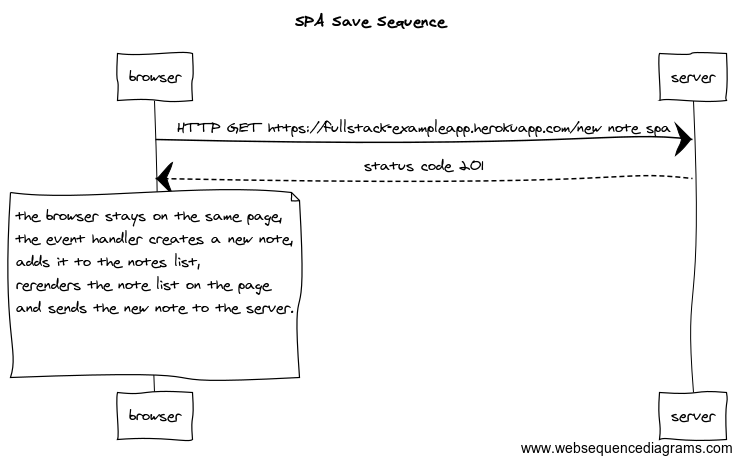 SPA Save Sequence
browser
server
HTTP GET https://fullstack-exampleapp.herokuapp.com/new note spa
status code 201
the browser stays on the same page,
the event handler creates a new note,
adds it to the notes list,
rerenders the note list on the page
and sends the new note to the server.
browser
server
www.websequencediagrams.com